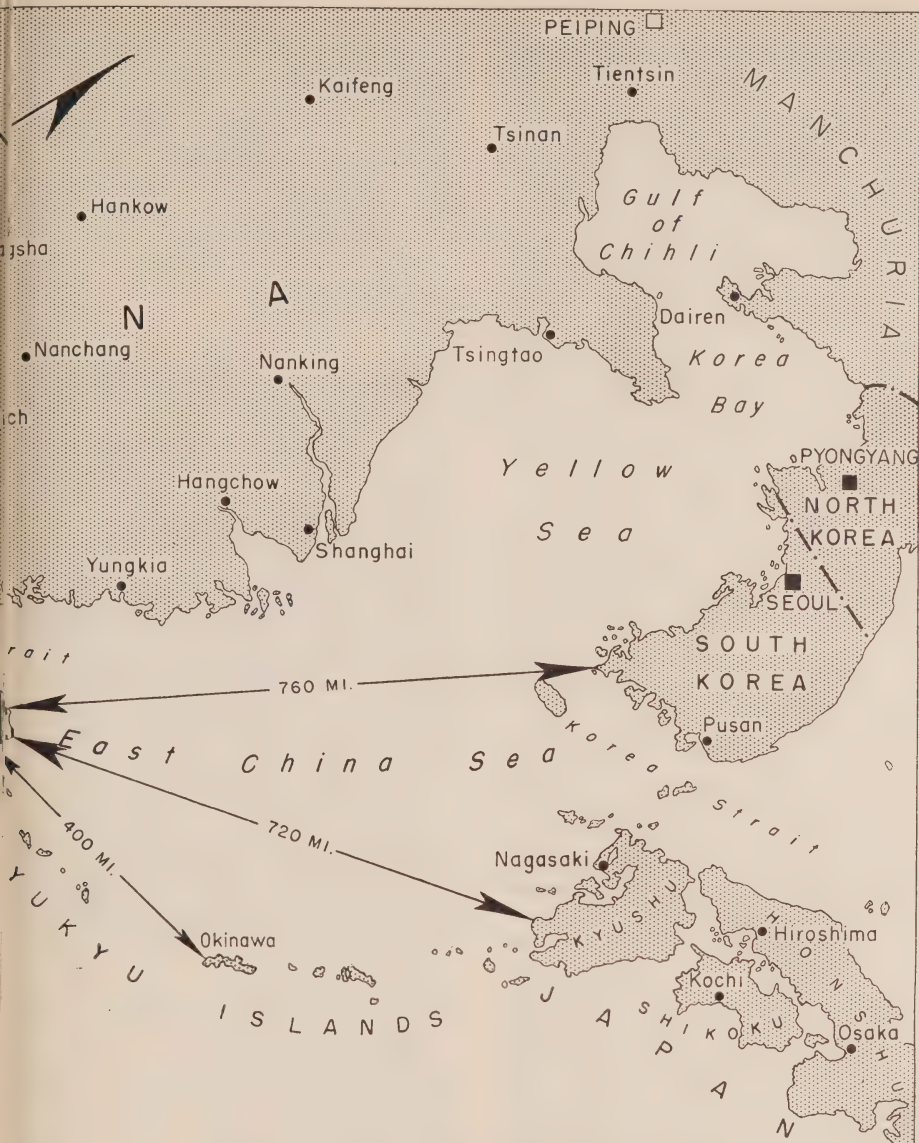 PEIPING
Kaifeng
Tientsin
MANCHURIA
Tsinan
Hankow
Gulf
of
Chihli
NA
Dairen
Nanchang
Nanking
Tsingtao
Korea
Bay
Yellow
Sea
PYONGYANG
NORTH
KOREA
Hangchow
Shanghai
Yungkia
SEOUL
SOUTH
KOREA
760 MI.
Pusan
East China Sea
Korea Strait
720 MI.
400 MI.
Nagasaki
KYUSHU
Hiroshima
HONSHU
Okinawa
YUKYU ISLANDS
Kochi
SHIKOKU
Osaka
JAPAN